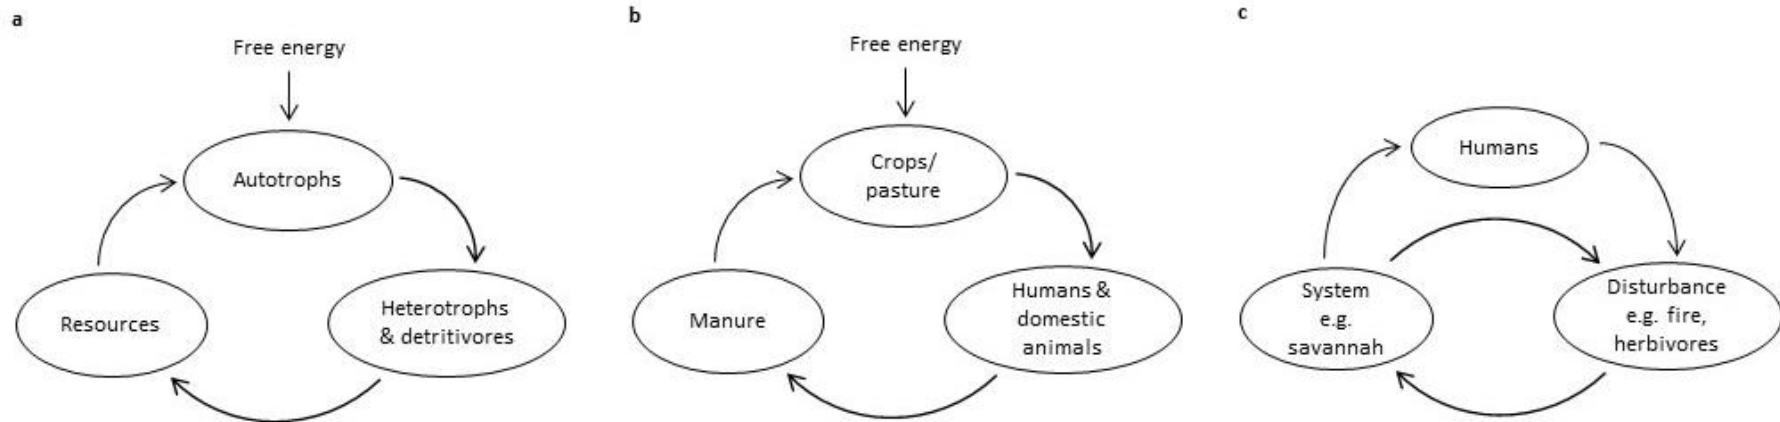 a
Free energy
Autotrophs
Resources
Heterotrophs
& detritivores
b
Free energy
Crops/
pasture
Manure
Humans &
domestic
animals
c
Humans
System
e.g.
savannah
Disturbance
e.g. fire,
herbivores